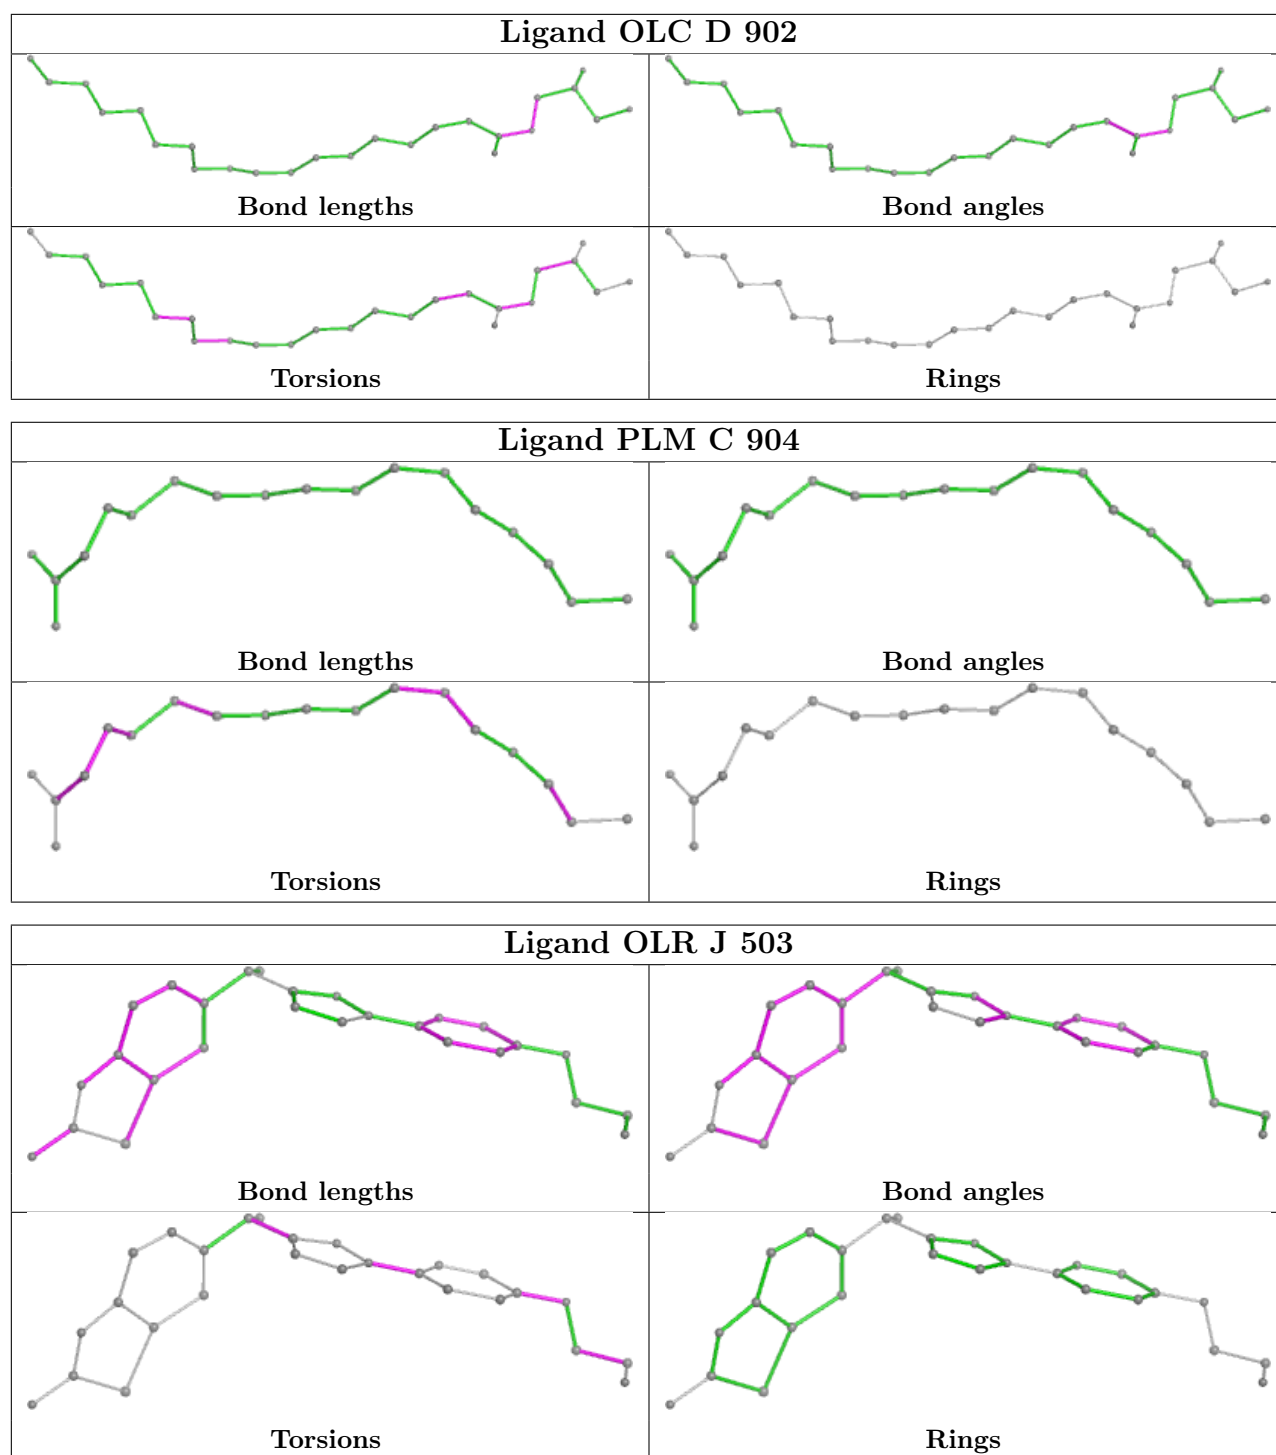 Ligand OLC D 902
Bond lengths
Bond angles
Torsions
Rings
Ligand PLM C 904
Bond lengths
Bond angles
Torsions
Rings
Ligand OLR J 503
Bond lengths
Bond angles
Torsions
Rings